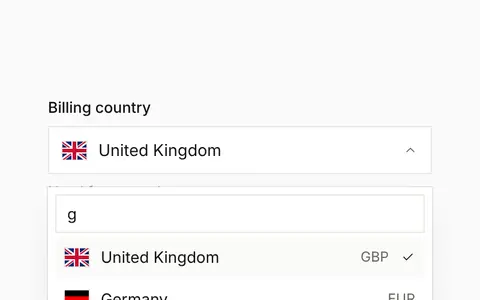 Billing country
United Kingdom
g
United Kingdom GBP
Germany EUR